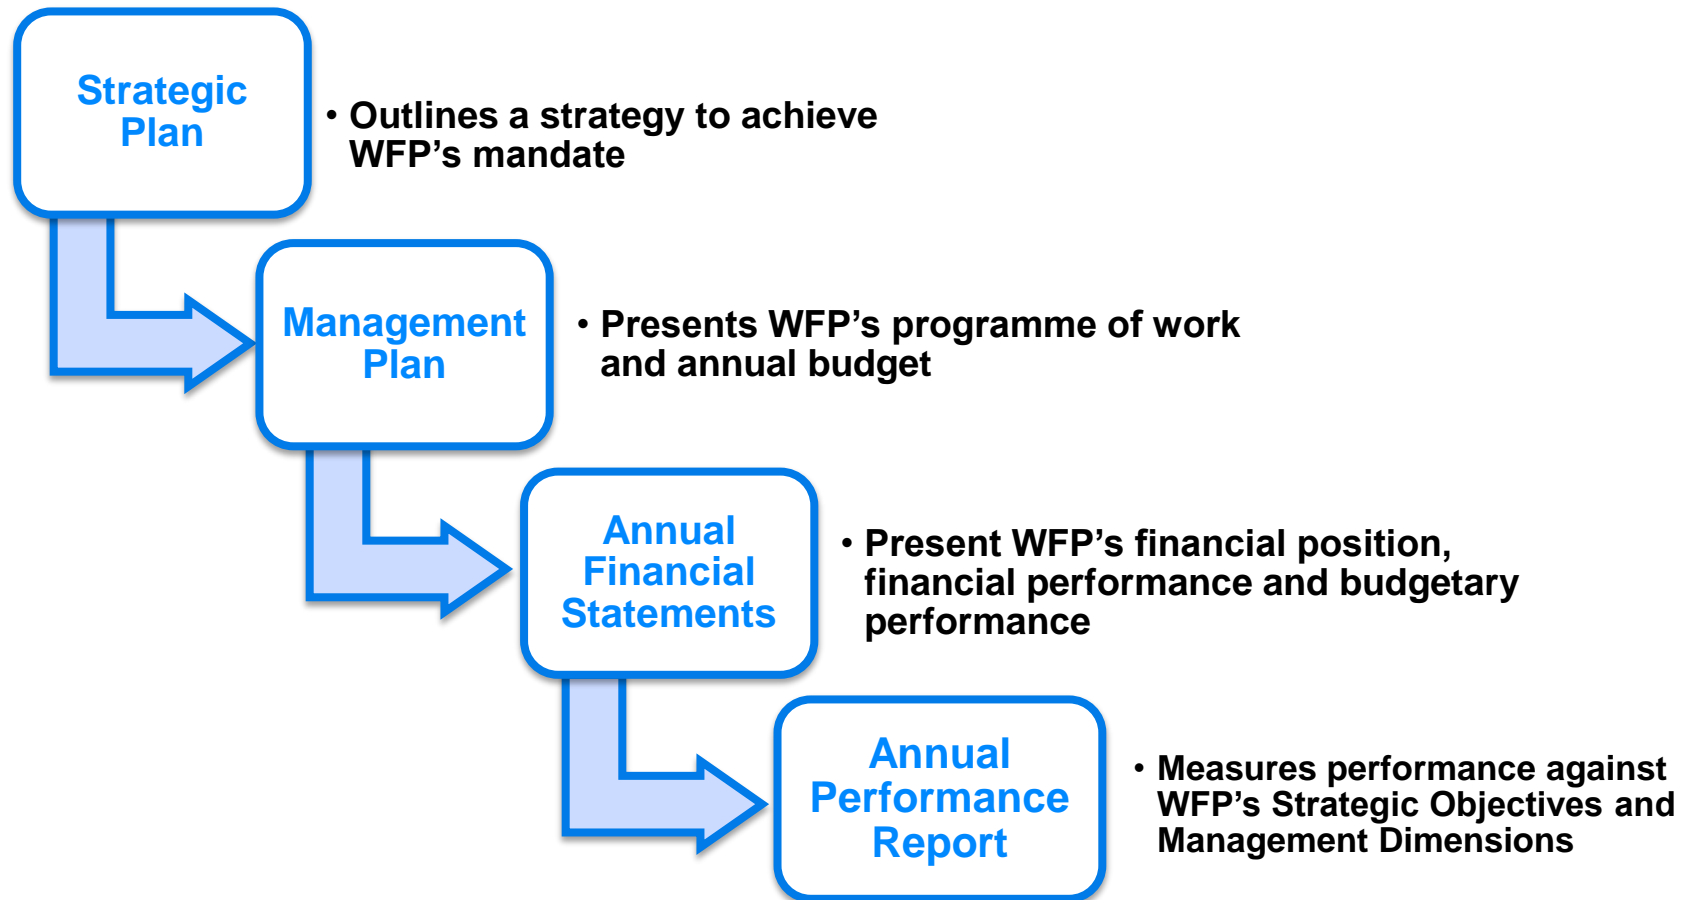 Strategic
Plan
• Outlines a strategy to achieve
WFP’s mandate
Management
Plan
• Presents WFP’s programme of work
and annual budget
Annual
Financial
Statements
• Present WFP’s financial position,
financial performance and budgetary
performance
Annual
Performance
Report
• Measures performance against
WFP’s Strategic Objectives and
Management Dimensions